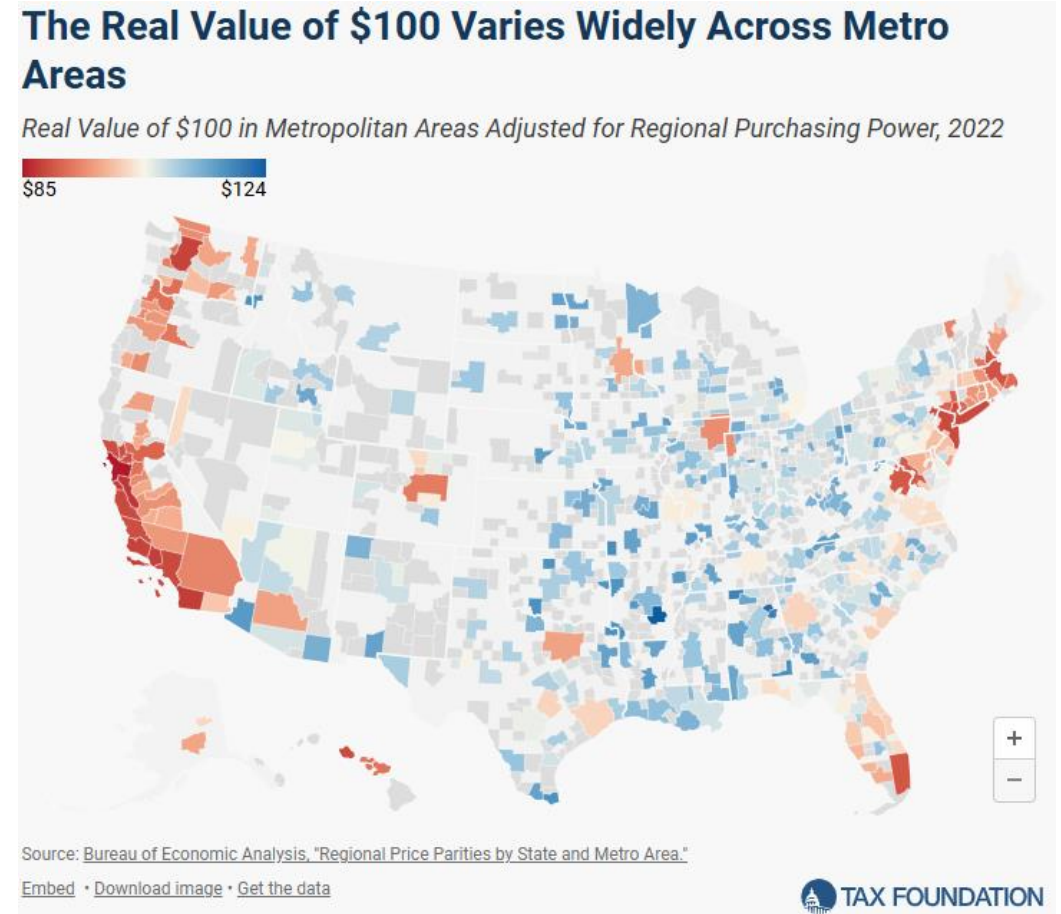 The Real Value of $100 Varies Widely Across Metro
Areas
Real Value of $100 in Metropolitan Areas Adjusted for Regional Purchasing Power, 2022
$85 $124
+
−
Source: Bureau of Economic Analysis, "Regional Price Parities by State and Metro Area."
Embed • Download image • Get the data
TAX FOUNDATION